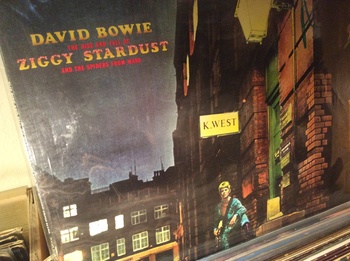 DAVID BOWIE
THE RISE AND FALL OF
ZIGGY STARDUST
AND THE SPIDERS FROM MARS
K.WEST